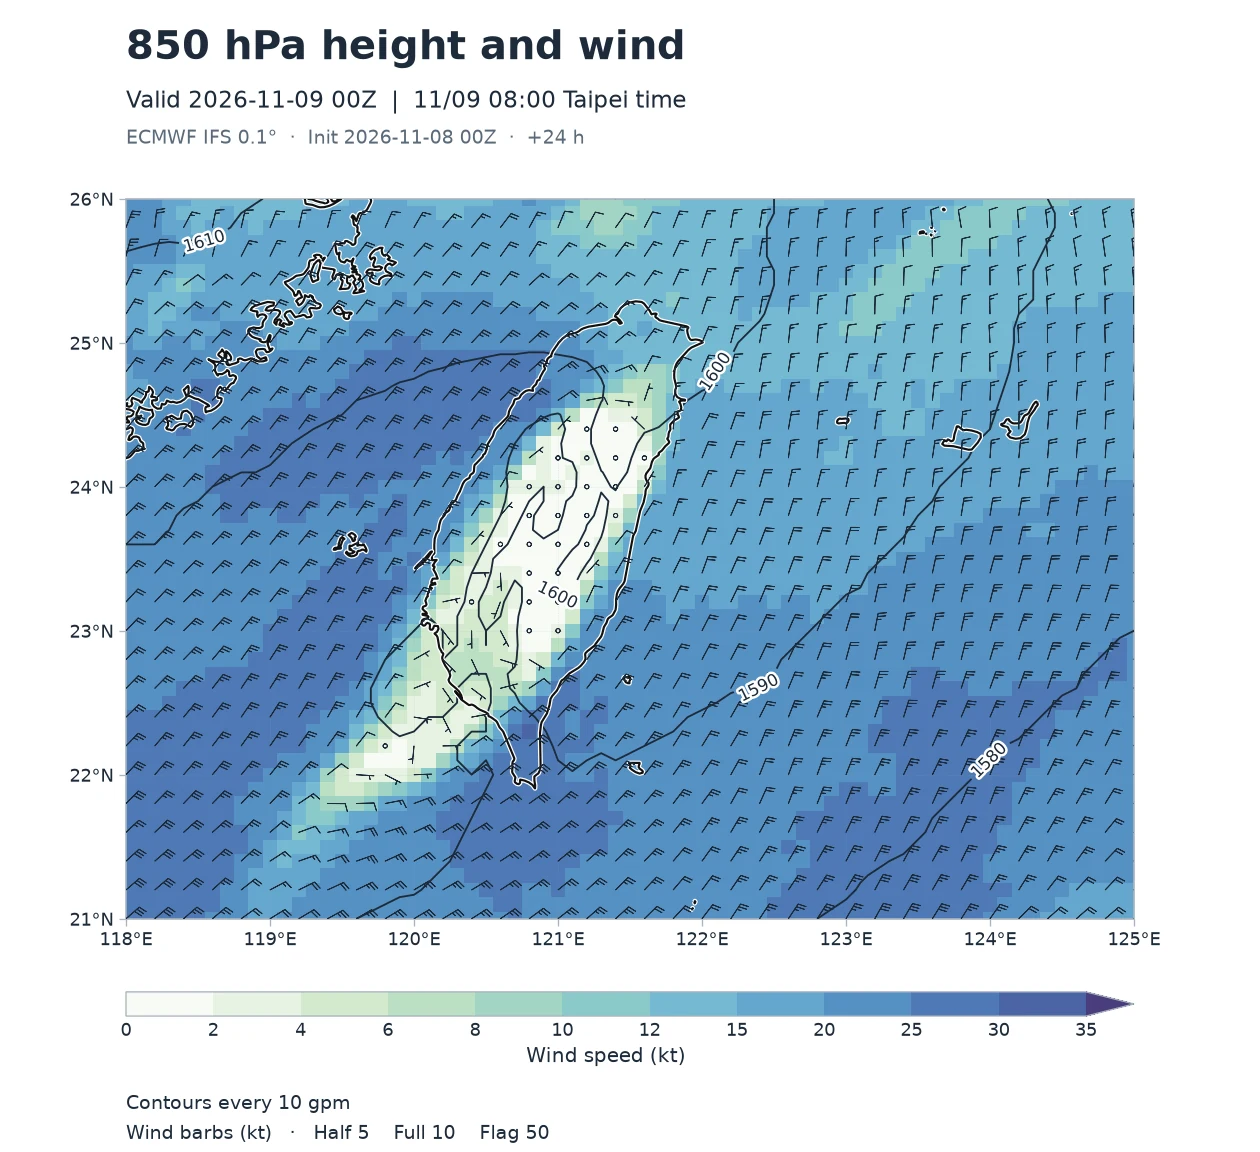 850 hPa height and wind
Valid 2026-11-09 00Z | 11/09 08:00 Taipei time
ECMWF IFS 0.1° · Init 2026-11-08 00Z · +24 h
26°N
25°N
24°N
23°N
22°N
21°N
1610
1600
1600
1590
1580
118°E 119°E 120°E 121°E 122°E 123°E 124°E 125°E
0 2 4 6 8 10 12 15 20 25 30 35
Wind speed (kt)
Contours every 10 gpm
Wind barbs (kt) · Half 5 Full 10 Flag 50